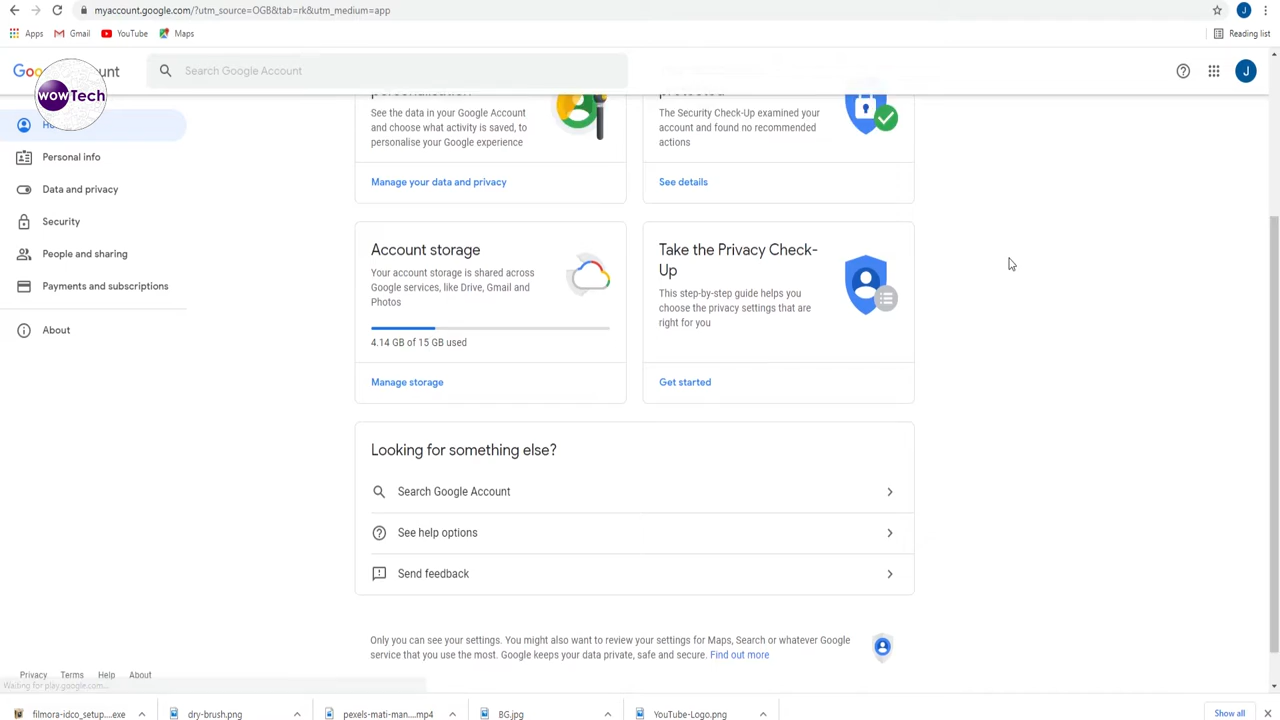 myaccount.google.com/?utm_source=OGB&tab=rk&utm_medium=app
J
Apps
Gmail
YouTube
Maps
Reading list
Search Google Account
J
wowTech
Personal info
Data and privacy
Security
People and sharing
Payments and subscriptions
About
See the data in your Google Account
and choose what activity is saved, to
personalise your Google experience
Manage your data and privacy
The Security Check-Up examined your
account and found no recommended
actions
See details
Account storage
Your account storage is shared across
Google services, like Drive, Gmail and
Photos
4.14 GB of 15 GB used
Manage storage
Take the Privacy Check-
Up
This step-by-step guide helps you
choose the privacy settings that are
right for you
Get started
Looking for something else?
Search Google Account
See help options
Send feedback
Only you can see your settings. You might also want to review your settings for Maps, Search or whatever Google
service that you use the most. Google keeps your data private, safe and secure. Find out more
Privacy
Terms
Help
About
Waiting for play.google.com...
filmora-idco_setup....exe
dry-brush.png
pexels-mati-man....mp4
BG.jpg
YouTube-Logo.png
Show all